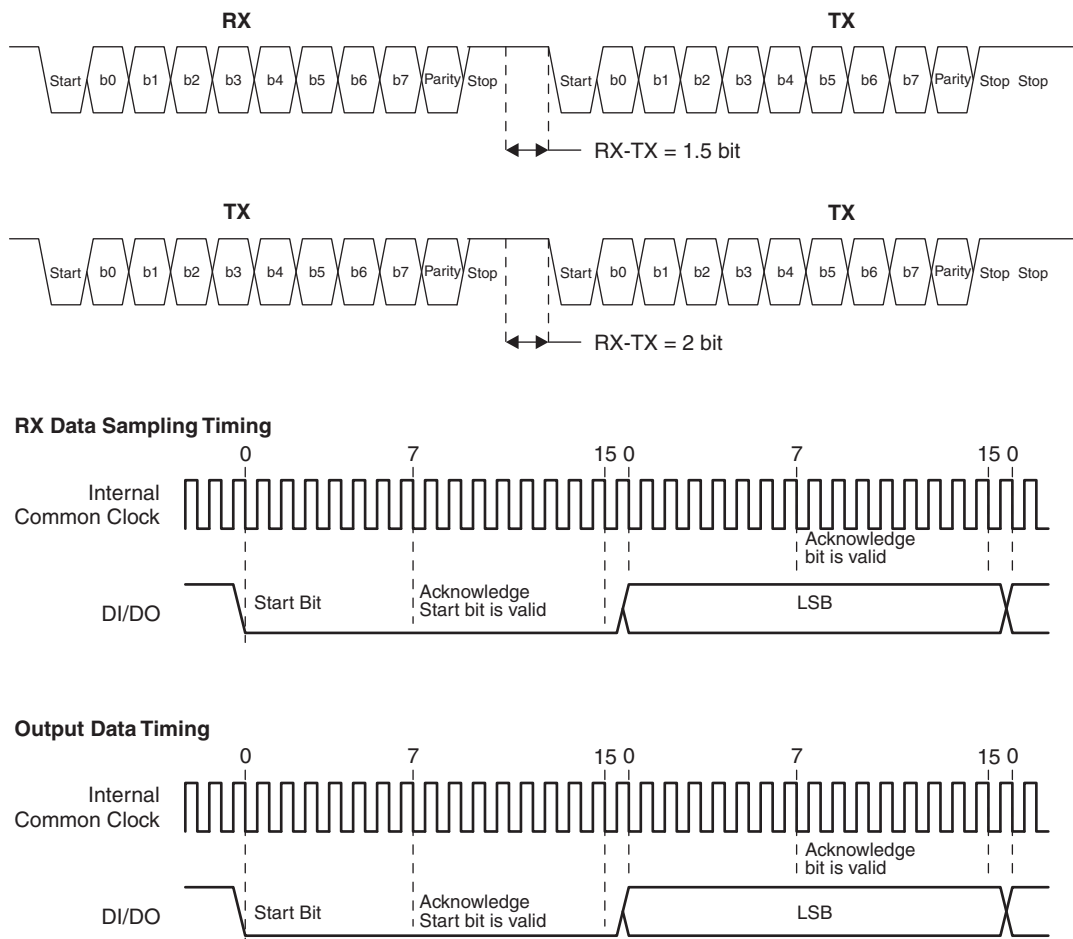 RX TX
Start b0 b1 b2 b3 b4 b5 b6 b7 Parity Stop Start b0 b1 b2 b3 b4 b5 b6 b7 Parity Stop Stop
RX-TX = 1.5 bit
TX TX
Start b0 b1 b2 b3 b4 b5 b6 b7 Parity Stop Start b0 b1 b2 b3 b4 b5 b6 b7 Parity Stop Stop
RX-TX = 2 bit
RX Data Sampling Timing
0 7 15 0 7 15 0
Internal
Common Clock
Acknowledge
bit is valid
DI/DO
Start Bit
Acknowledge
Start bit is valid
LSB
Output Data Timing
0 7 15 0 7 15 0
Internal
Common Clock
Acknowledge
bit is valid
DI/DO
Start Bit
Acknowledge
Start bit is valid
LSB